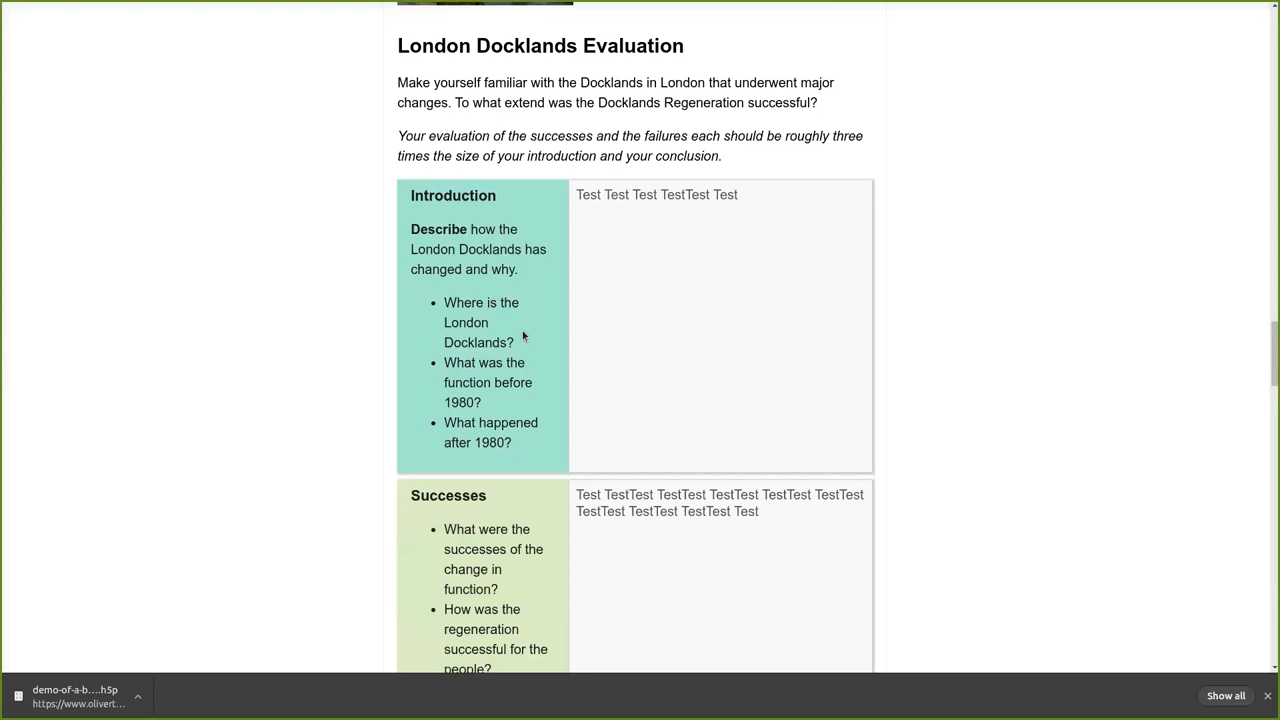 London Docklands Evaluation
Make yourself familiar with the Docklands in London that underwent major
changes. To what extend was the Docklands Regeneration successful?
Your evaluation of the successes and the failures each should be roughly three
times the size of your introduction and your conclusion.
Introduction
Describe how the
London Docklands has
changed and why.
• Where is the
London
Docklands?
• What was the
function before
1980?
• What happened
after 1980?
Test Test Test TestTest Test
Successes
• What were the
successes of the
change in
function?
• How was the
regeneration
successful for the
people?
Test TestTest TestTest TestTest TestTest TestTest
TestTest TestTest TestTest Test
demo-of-a-b....h5p
https://www.olivert...
Show all